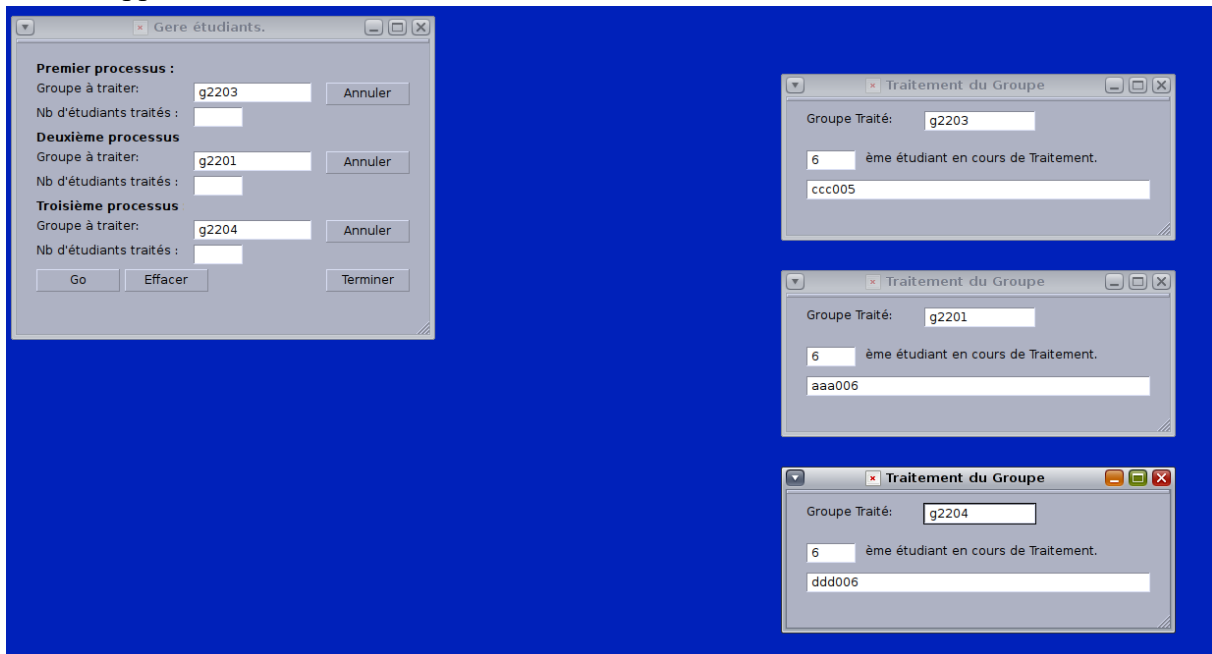 Gere étudiants.
Premier processus :
Groupe à traiter: g2203 Annuler
Nb d'étudiants traités :
Deuxième processus
Groupe à traiter: g2201 Annuler
Nb d'étudiants traités :
Troisième processus
Groupe à traiter: g2204 Annuler
Nb d'étudiants traités :
Go Effacer Terminer
Traitement du Groupe
Groupe Traité: g2203
6 ème étudiant en cours de Traitement.
ccc005
Traitement du Groupe
Groupe Traité: g2201
6 ème étudiant en cours de Traitement.
aaa006
Traitement du Groupe
Groupe Traité: g2204
6 ème étudiant en cours de Traitement.
ddd006